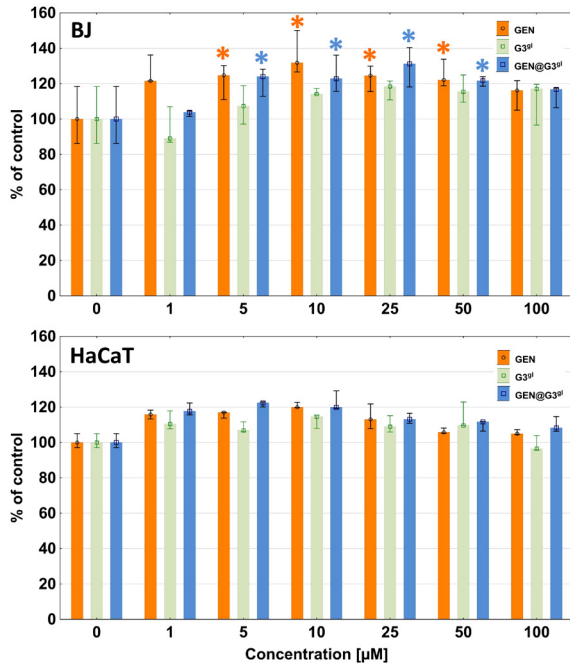 BJ
GEN
G3gl
GEN@G3gl
% of control
160
140
120
100
80
60
40
20
0
* * * * * * * *
0 1 5 10 25 50 100
HaCaT
GEN
G3gl
GEN@G3gl
% of control
160
140
120
100
80
60
40
20
0
0 1 5 10 25 50 100
Concentration [µM]